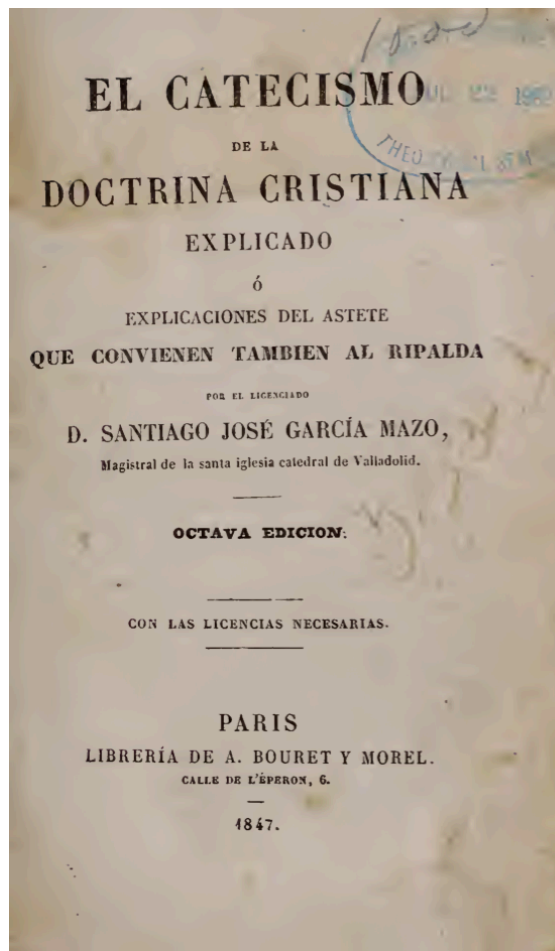 EL CATECISMO
DE LA
DOCTRINA CRISTIANA
EXPLICADO
ó
EXPLICACIONES DEL ASTETE
QUE CONVIENEN TAMBIEN AL RIPALDA
POR EL LICENCIADO
D. SANTIAGO JOSÉ GARCÍA MAZO,
Magistral de la santa iglesia catedral de Valladolid.
OCTAVA EDICION.
CON LAS LICENCIAS NECESARIAS.
PARIS
LIBRERÍA DE A. BOURET Y MOREL.
CALLE DE L'ÉPERON, 6.
1847.